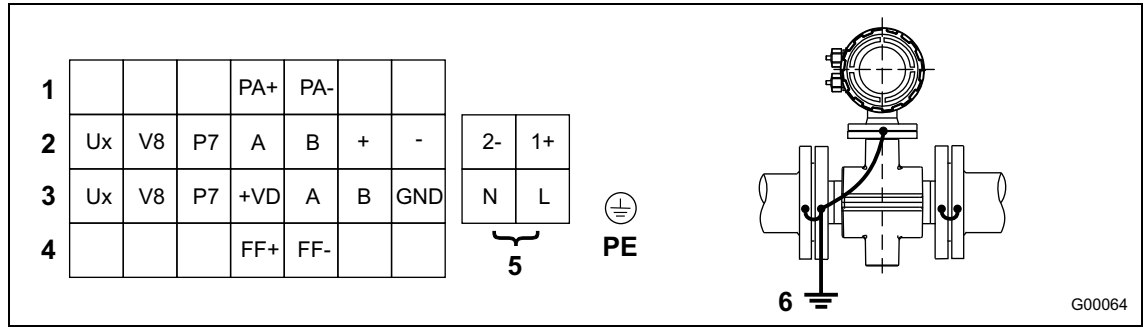 1 PA+ PA-
2 Ux V8 P7 A B + - 2- 1+
3 Ux V8 P7 +VD A B GND N L
4 FF+ FF-
5
PE
6
G00064